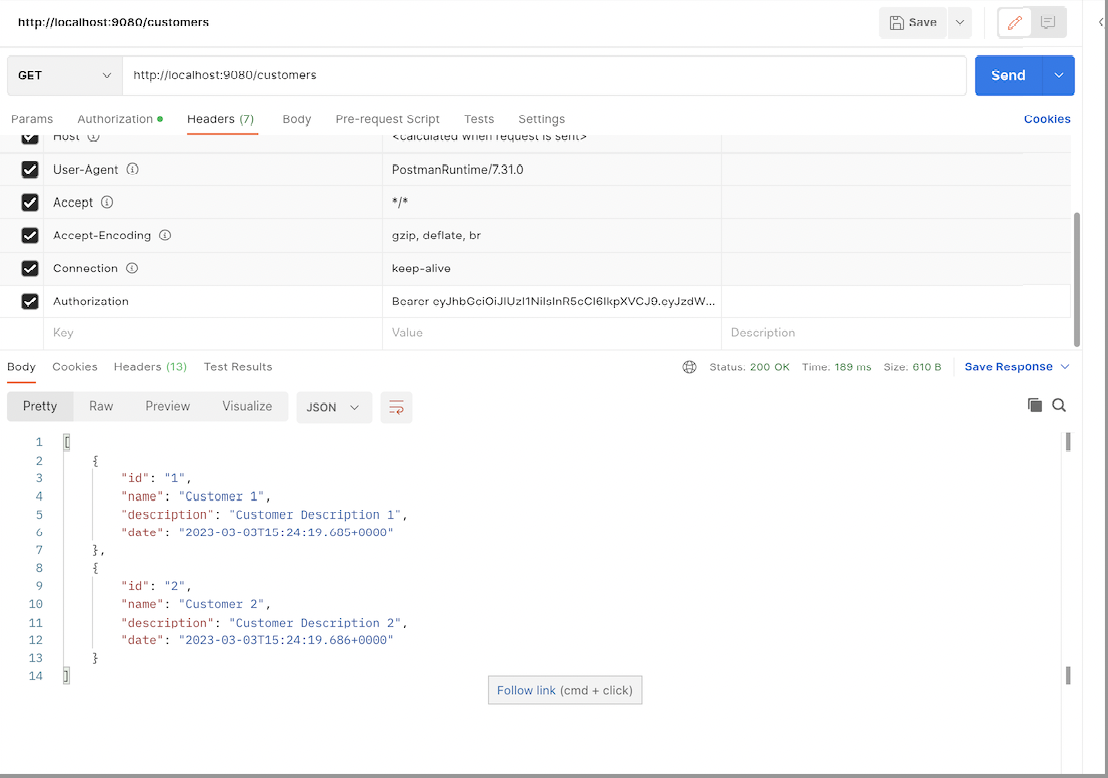 http://localhost:9080/customers Save
GET http://localhost:9080/customers Send
Params Authorization Headers (7) Body Pre-request Script Tests Settings Cookies
Host <calculated when request is sent>
User-Agent PostmanRuntime/7.31.0
Accept */*
Accept-Encoding gzip, deflate, br
Connection keep-alive
Authorization Bearer
Key Value Description
Body Cookies Headers (13) Test Results Status: 200 OK Time: 189 ms Size: 610 B Save Response
Pretty Raw Preview Visualize JSON
1 [
2 {
3 "id": "1",
4 "name": "Customer 1",
5 "description": "Customer Description 1",
6 "date": "2023-03-03T15:24:19.685+0000"
7 },
8 {
9 "id": "2",
10 "name": "Customer 2",
11 "description": "Customer Description 2",
12 "date": "2023-03-03T15:24:19.686+0000"
13 }
14 ]
Follow link (cmd + click)